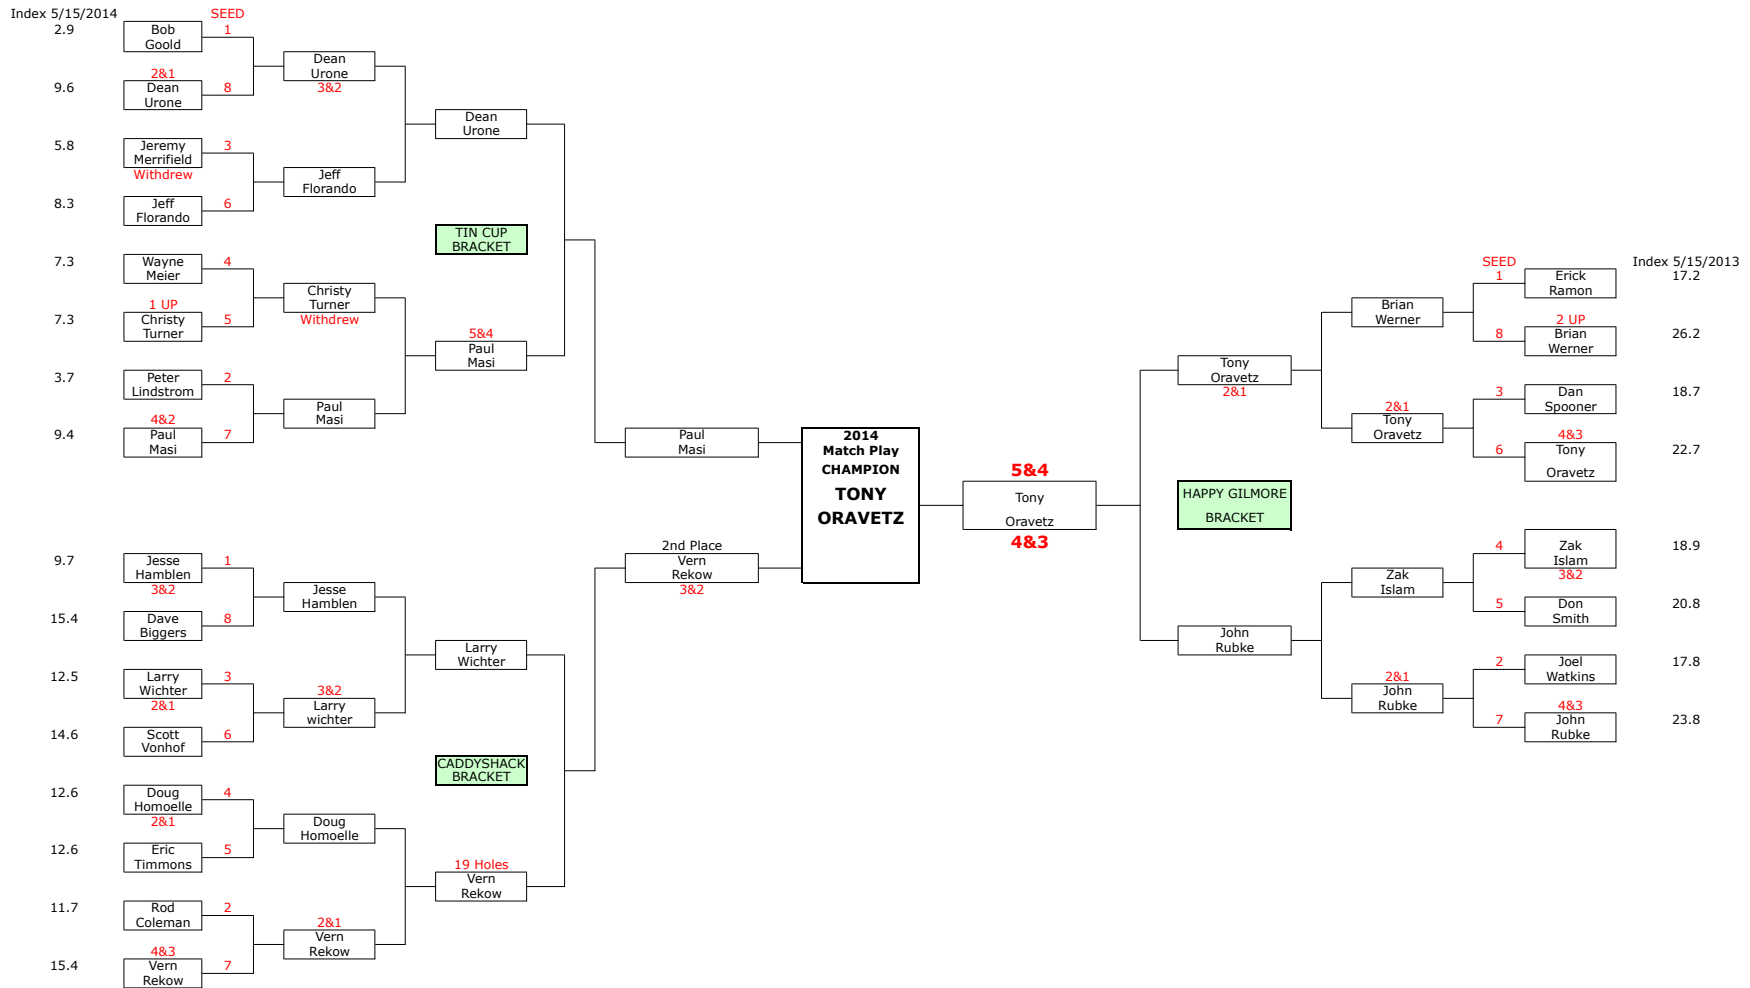 Index 5/15/2014
SEED
2.9
Bob
Goold
1
2&1
9.6
Dean
Urone
8
Dean
Urone
3&2
5.8
Jeremy
Merrifield
3
Withdrew
8.3
Jeff
Florando
6
Jeff
Florando
Dean
Urone
TIN CUP
BRACKET
7.3
Wayne
Meier
4
1 UP
7.3
Christy
Turner
5
Christy
Turner
Withdrew
3.7
Peter
Lindstrom
2
4&2
9.4
Paul
Masi
7
Paul
Masi
5&4
Paul
Masi
Paul
Masi
9.7
Jesse
Hamblen
1
3&2
15.4
Dave
Biggers
8
Jesse
Hamblen
12.5
Larry
Wichter
3
2&1
14.6
Scott
Vonhof
6
3&2
Larry
wichter
Larry
Wichter
CADDYSHACK
BRACKET
12.6
Doug
Homoelle
4
2&1
12.6
Eric
Timmons
5
Doug
Homoelle
11.7
Rod
Coleman
2
4&3
15.4
Vern
Rekow
7
2&1
Vern
Rekow
19 Holes
Vern
Rekow
2nd Place
Vern
Rekow
3&2
2014
Match Play
CHAMPION
TONY
ORAVETZ
5&4
Tony
Oravetz
4&3
Tony
Oravetz
2&1
HAPPY GILMORE
BRACKET
John
Rubke
Brian
Werner
2&1
Tony
Oravetz
Zak
Islam
2&1
John
Rubke
SEED
Index 5/15/2013
1
Erick
Ramon
17.2
2 UP
8
Brian
Werner
26.2
3
Dan
Spooner
18.7
4&3
6
Tony
Oravetz
22.7
4
Zak
Islam
18.9
3&2
5
Don
Smith
20.8
2
Joel
Watkins
17.8
4&3
7
John
Rubke
23.8